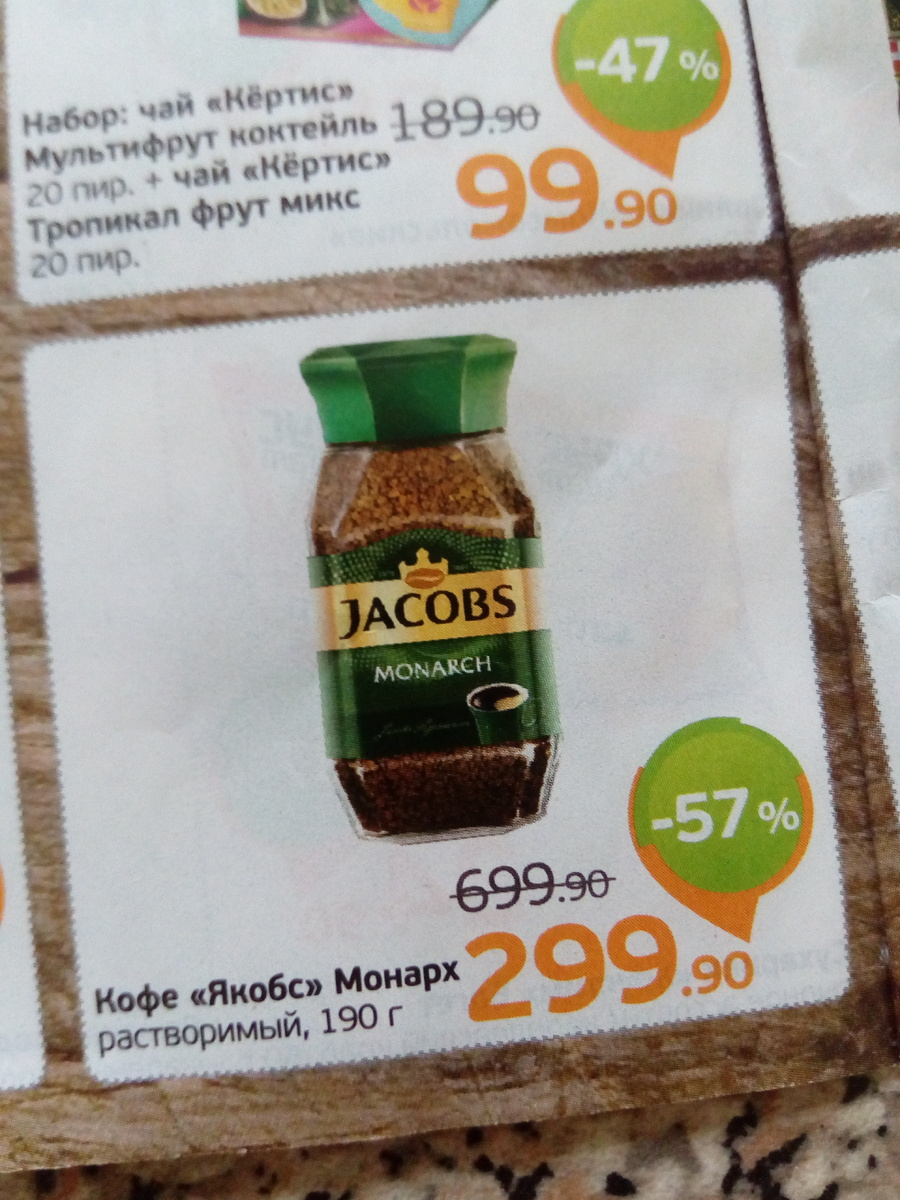 -47 %
Набор: чай «Кёртис»
Мультифрут коктейль
20 пир. + чай «Кёртис»
Тропикал фрут микс
20 пир.
189.90
99.90
JACOBS
MONARCH
-57 %
699.90
299.90
Кофе «Якобс» Монарх
растворимый, 190 г